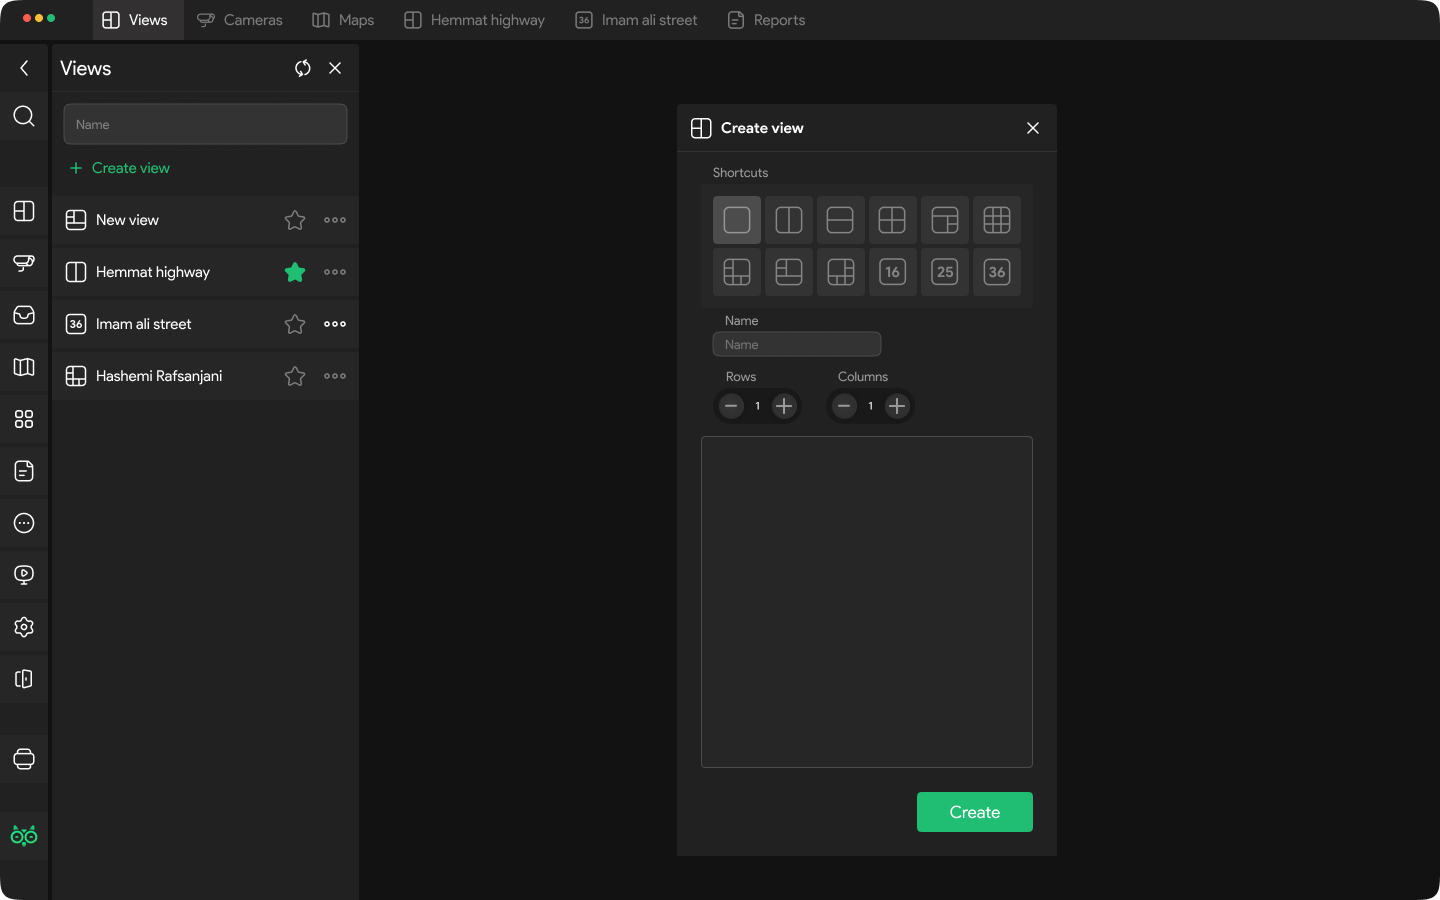 Views
Cameras
Maps
Hemmat highway
36
Imam ali street
Reports
Views
Name
+ Create view
New view
Hemmat highway
36
Imam ali street
Hashemi Rafsanjani
Create view
Shortcuts
16
25
36
Name
Name
Rows
Columns
1
1
Create